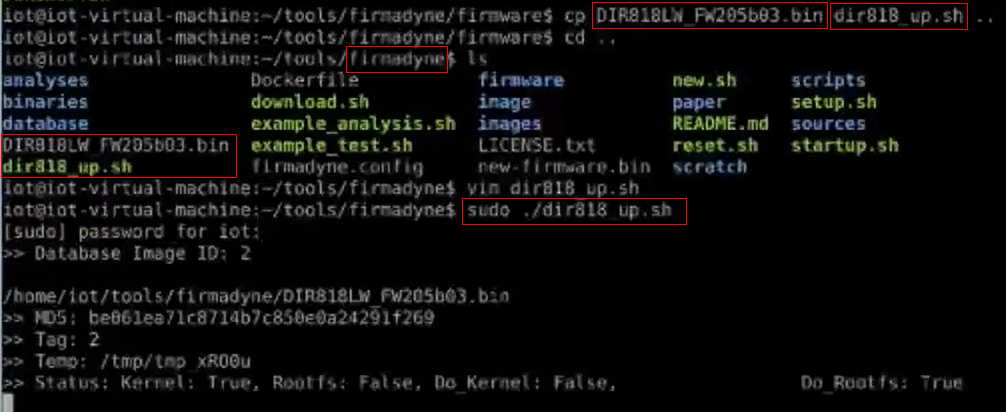 iot@iot-virtual-machine:~/tools/firmadyne/firmware$ cp DIR818LW_FW205b03.bin dir818_up.sh ..
iot@iot-virtual-machine:~/tools/firmadyne/firmware$ cd ..
iot@iot-virtual-machine:~/tools/firmadyne$ ls
analyses Dockerfile firmware new.sh scripts
binaries download.sh image paper setup.sh
database example_analysis.sh images README.md sources
DIR818LW_FW205b03.bin example_test.sh LICENSE.txt reset.sh startup.sh
dir818_up.sh firmadyne.config new-firmware.bin scratch
iot@iot-virtual-machine:~/tools/firmadyne$ vim dir818_up.sh
iot@iot-virtual-machine:~/tools/firmadyne$ sudo ./dir818_up.sh
[sudo] password for iot:
>> Database Image ID: 2
/home/iot/tools/firmadyne/DIR818LW_FW205b03.bin
>> MD5: be061ea71c8714b7c850e0a24291f269
>> Tag: 2
>> Temp: /tmp/tmp_xRO0u
>> Status: Kernel: True, Rootfs: False, Do_Kernel: False, Do_Rootfs: True